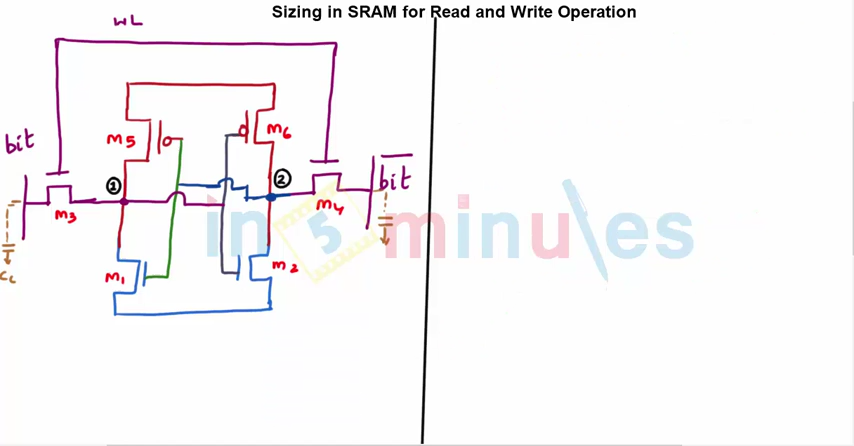 Sizing in SRAM for Read and Write Operation
WL
bit
m5
m6
bit
①
②
m3
m4
in 5 minutes
m1
m2
Cc